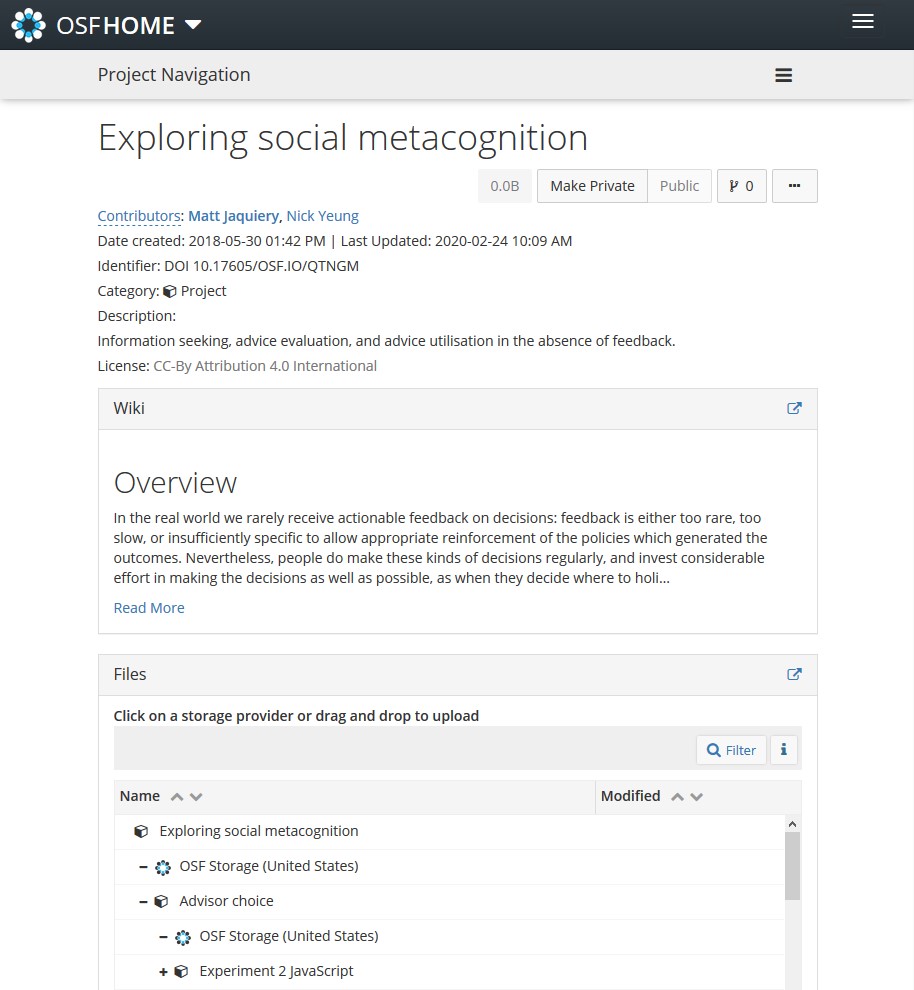 OSFHOME
Project Navigation
Exploring social metacognition
0.0B Make Private Public 0 ...
Contributors: Matt Jaquiery, Nick Yeung
Date created: 2018-05-30 01:42 PM | Last Updated: 2020-02-24 10:09 AM
Identifier: DOI 10.17605/OSF.IO/QTNGM
Category: Project
Description:
Information seeking, advice evaluation, and advice utilisation in the absence of feedback.
License: CC-By Attribution 4.0 International
Wiki
Overview
In the real world we rarely receive actionable feedback on decisions: feedback is either too rare, too
slow, or insufficiently specific to allow appropriate reinforcement of the policies which generated the
outcomes. Nevertheless, people do make these kinds of decisions regularly, and invest considerable
effort in making the decisions as well as possible, as when they decide where to holi...
Read More
Files
Click on a storage provider or drag and drop to upload
Filter i
Name Modified
Exploring social metacognition
OSF Storage (United States)
Advisor choice
OSF Storage (United States)
Experiment 2 JavaScript